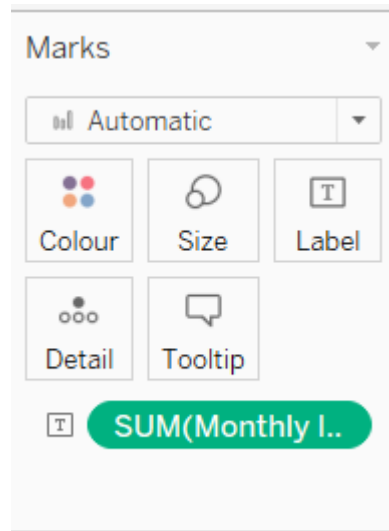 Marks
Automatic
Colour Size T Label
Detail Tooltip
T SUM(Monthly I..